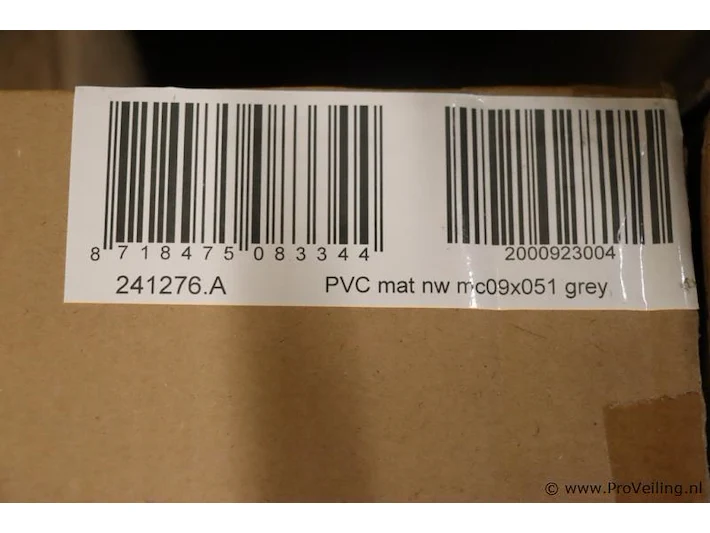 8 718475 083344
2000923004
241276.A
PVC mat nw mc09x051 grey
© www.ProVeiling.nl